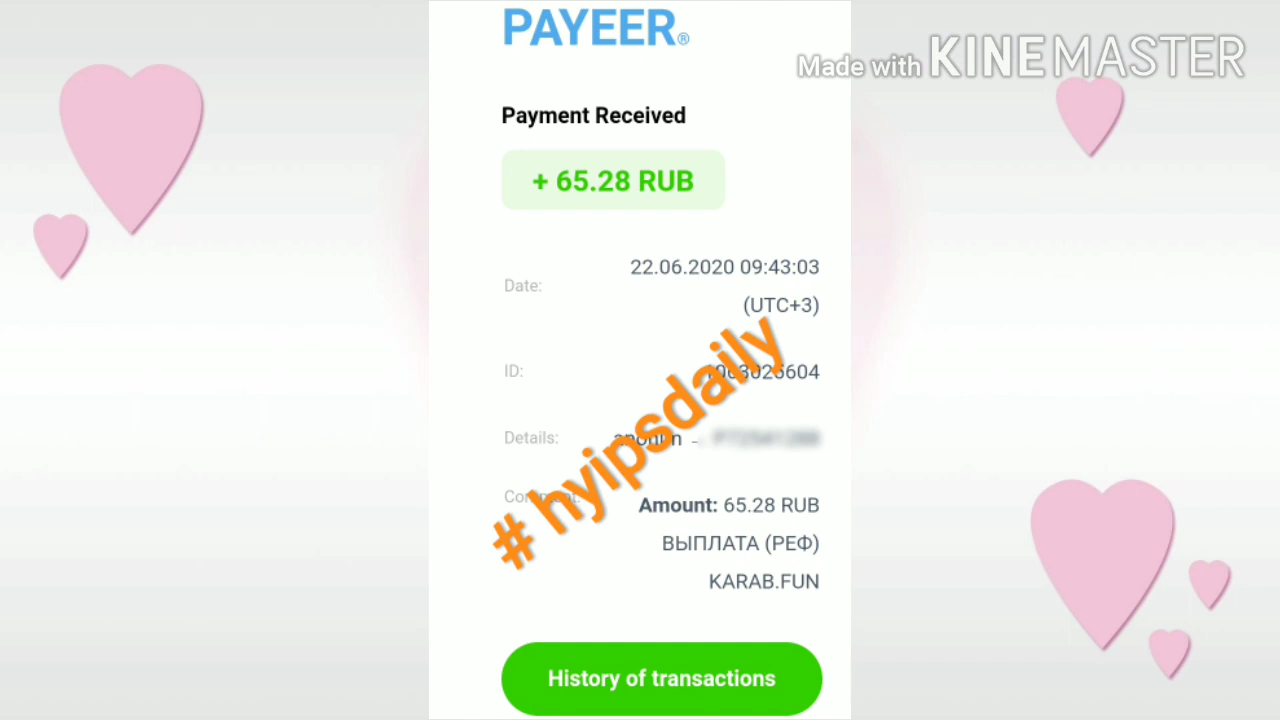 PAYEER®
Made with KINEMASTER
Payment Received
+ 65.28 RUB
Date:
22.06.2020 09:43:03
(UTC+3)
ID:
Details:
Comment:
# hyipsdaily
Amount: 65.28 RUB
ВЫПЛАТА (РЕФ)
KARAB.FUN
History of transactions